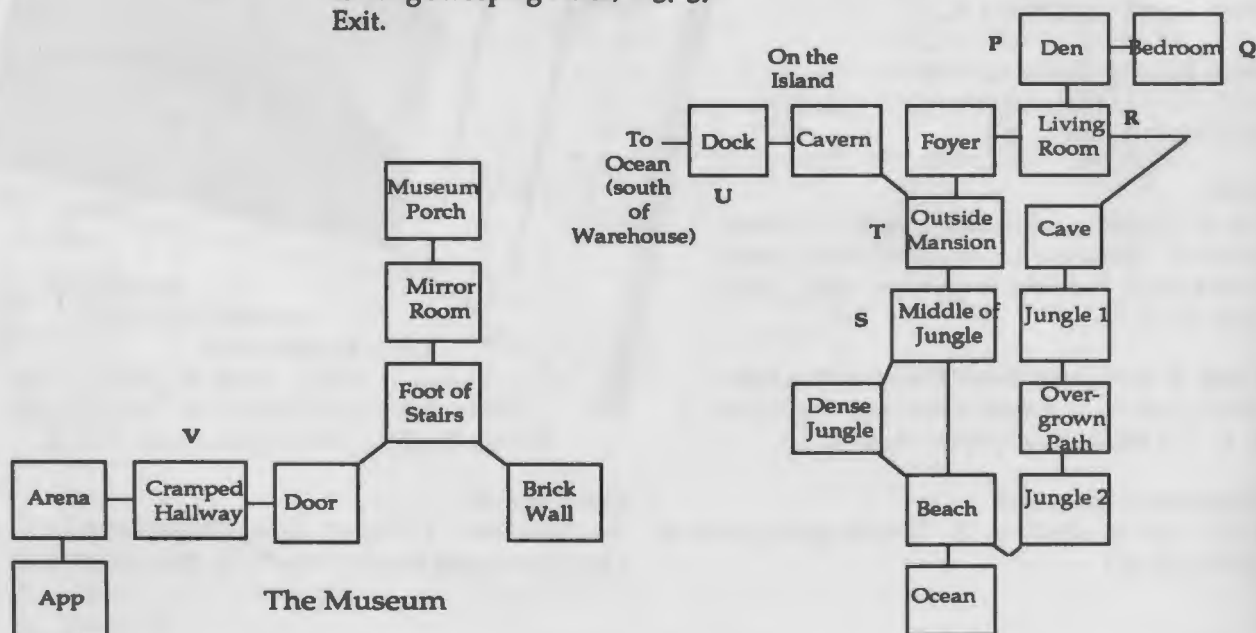 Exit.
P
Den
Bedroom
Q
On the
Island
To
Ocean
(south
of
Warehouse)
Dock
Cavern
Foyer
Living
Room
R
U
Museum
Porch
T
Outside
Mansion
Cave
Mirror
Room
S
Middle of
Jungle
Jungle 1
Foot of
Stairs
Dense
Jungle
Over-
grown
Path
V
Arena
Cramped
Hallway
Door
Brick
Wall
Beach
Jungle 2
App
The Museum
Ocean